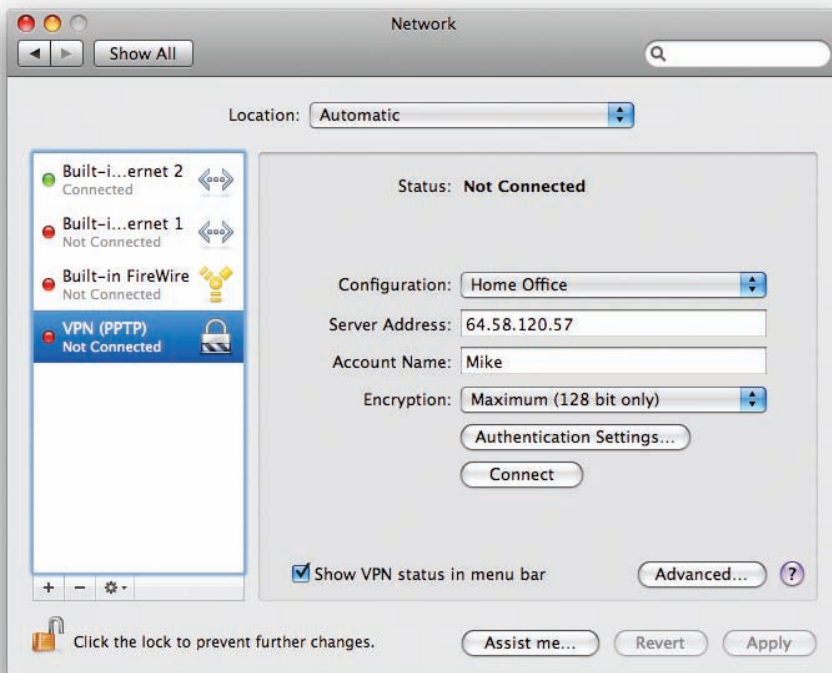 Network
Show All
Location: Automatic
Built-i...ernet 2
Connected
Built-i...ernet 1
Not Connected
Built-in FireWire
Not Connected
VPN (PPTP)
Not Connected
Status: Not Connected
Configuration: Home Office
Server Address: 64.58.120.57
Account Name: Mike
Encryption: Maximum (128 bit only)
Authentication Settings...
Connect
Show VPN status in menu bar
Advanced... ?
+ −
Click the lock to prevent further changes.
Assist me... Revert Apply